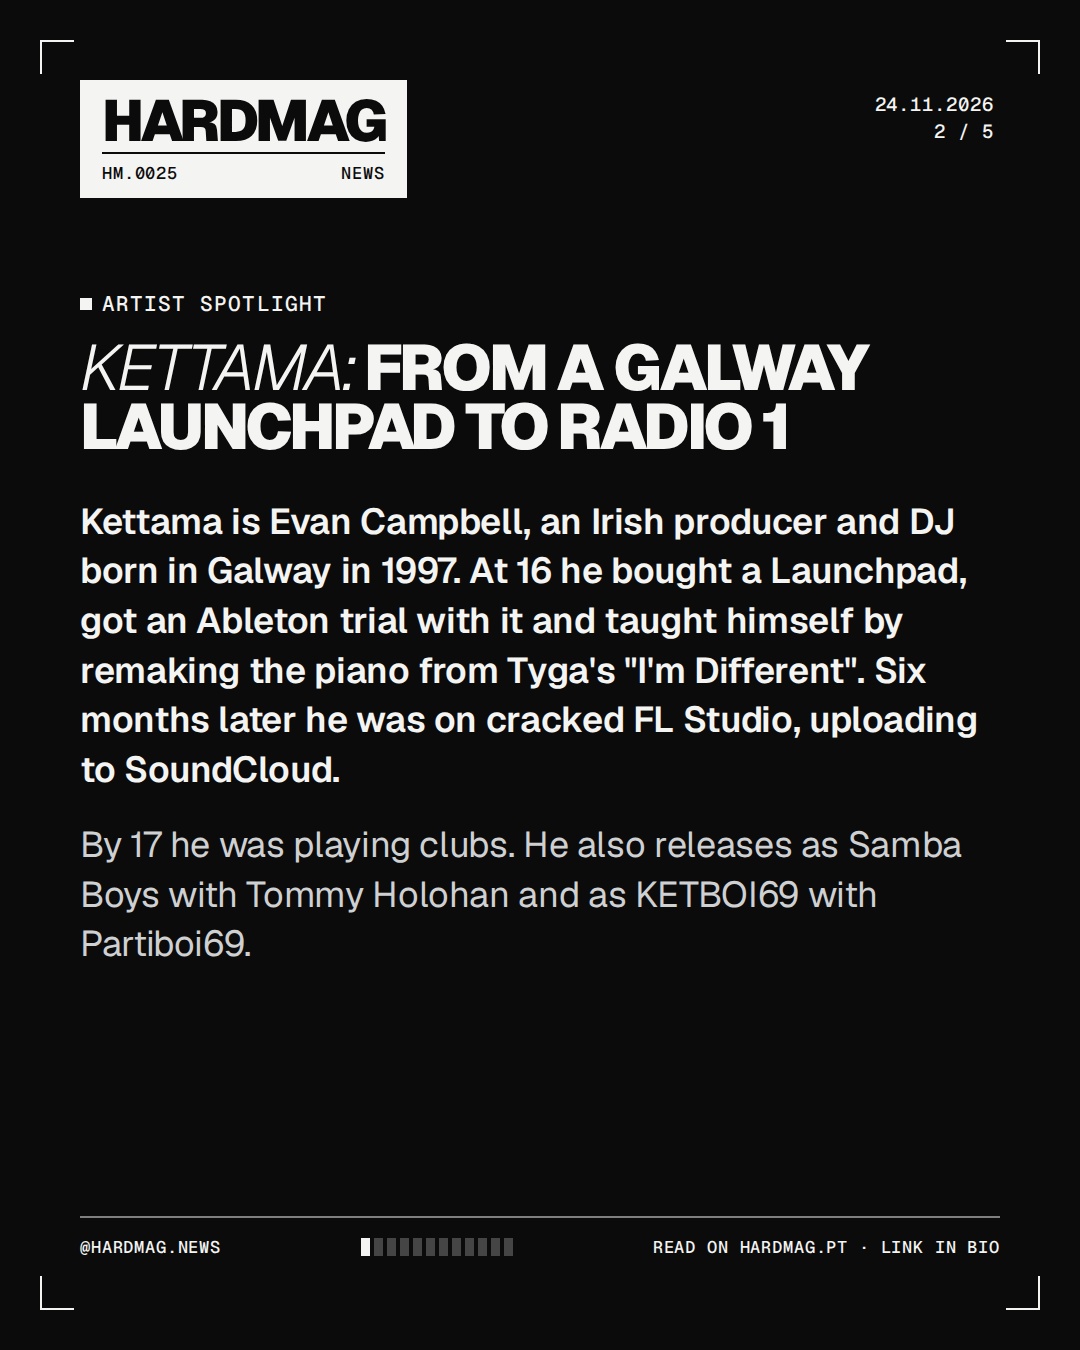 HARDMAG
HM.0025 NEWS
24.11.2026
2 / 5
ARTIST SPOTLIGHT
KETTAMA: FROM A GALWAY
LAUNCHPAD TO RADIO 1
Kettama is Evan Campbell, an Irish producer and DJ
born in Galway in 1997. At 16 he bought a Launchpad,
got an Ableton trial with it and taught himself by
remaking the piano from Tyga's "I'm Different". Six
months later he was on cracked FL Studio, uploading
to SoundCloud.
By 17 he was playing clubs. He also releases as Samba
Boys with Tommy Holohan and as KETBOI69 with
Partiboi69.
@HARDMAG.NEWS
READ ON HARDMAG.PT · LINK IN BIO